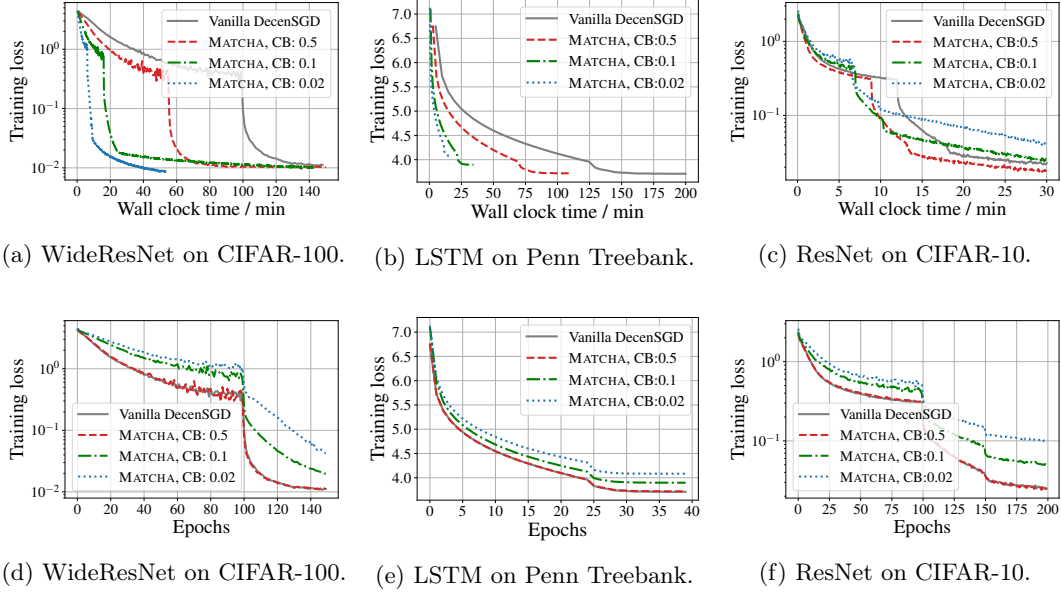 Training loss
10^0
10^{-1}
10^{-2}
0 20 40 60 80 100 120 140
Wall clock time / min
Vanilla DecenSGD
MATCHA, CB: 0.5
MATCHA, CB: 0.1
MATCHA, CB: 0.02
(a) WideResNet on CIFAR-100.
Training loss
7.0
6.5
6.0
5.5
5.0
4.5
4.0
0 25 50 75 100 125 150 175 200
Wall clock time / min
Vanilla DecenSGD
MATCHA, CB:0.5
MATCHA, CB:0.1
MATCHA, CB:0.02
(b) LSTM on Penn Treebank.
Training loss
10^0
10^{-1}
0 5 10 15 20 25 30
Wall clock time / min
Vanilla DecenSGD
MATCHA, CB:0.5
MATCHA, CB:0.1
MATCHA, CB:0.02
(c) ResNet on CIFAR-10.
Training loss
10^0
10^{-1}
10^{-2}
0 20 40 60 80 100 120 140
Epochs
Vanilla DecenSGD
MATCHA, CB: 0.5
MATCHA, CB: 0.1
MATCHA, CB: 0.02
(d) WideResNet on CIFAR-100.
Training loss
7.0
6.5
6.0
5.5
5.0
4.5
4.0
0 5 10 15 20 25 30 35 40
Epochs
Vanilla DecenSGD
MATCHA, CB:0.5
MATCHA, CB:0.1
MATCHA, CB:0.02
(e) LSTM on Penn Treebank.
Training loss
10^0
10^{-1}
0 25 50 75 100 125 150 175 200
Epochs
Vanilla DecenSGD
MATCHA, CB:0.5
MATCHA, CB:0.1
MATCHA, CB:0.02
(f) ResNet on CIFAR-10.